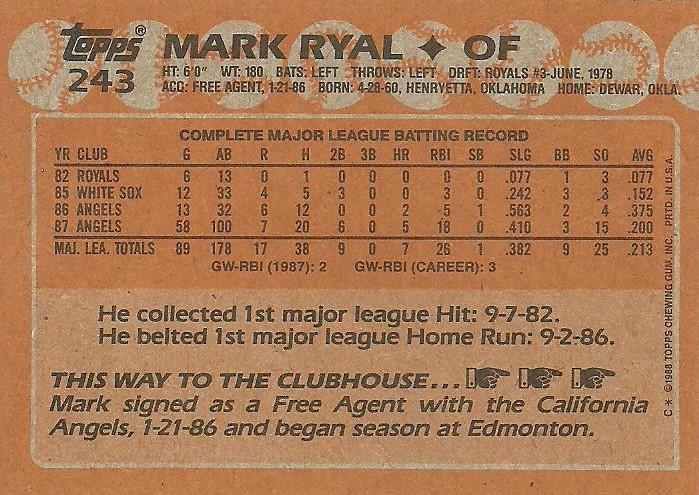 topps®
243
MARK RYAL ✦ OF
HT: 6'0" WT: 180 BATS: LEFT THROWS: LEFT DRFT: ROYALS #3-JUNE, 1978
ACQ: FREE AGENT, 1-21-86 BORN: 4-28-60, HENRYETTA, OKLAHOMA HOME: DEWAR, OKLA.
COMPLETE MAJOR LEAGUE BATTING RECORD
YR CLUB G AB R H 2B 3B HR RBI SB SLG BB SO AVG
82 ROYALS 6 13 0 1 0 0 0 0 0 .077 1 3 .077
85 WHITE SOX 12 33 4 5 3 0 0 3 0 .242 3 3 .152
86 ANGELS 13 32 6 12 0 0 2 5 1 .563 2 4 .375
87 ANGELS 58 100 7 20 6 0 5 18 0 .410 3 15 .200
MAJ. LEA. TOTALS 89 178 17 38 9 0 7 26 1 .382 9 25 .213
GW-RBI (1987): 2 GW-RBI (CAREER): 3
He collected 1st major league Hit: 9-7-82.
He belted 1st major league Home Run: 9-2-86.
THIS WAY TO THE CLUBHOUSE...
Mark signed as a Free Agent with the California
Angels, 1-21-86 and began season at Edmonton.
C * ©1988 TOPPS CHEWING GUM, INC. PRTD. IN U.S.A.